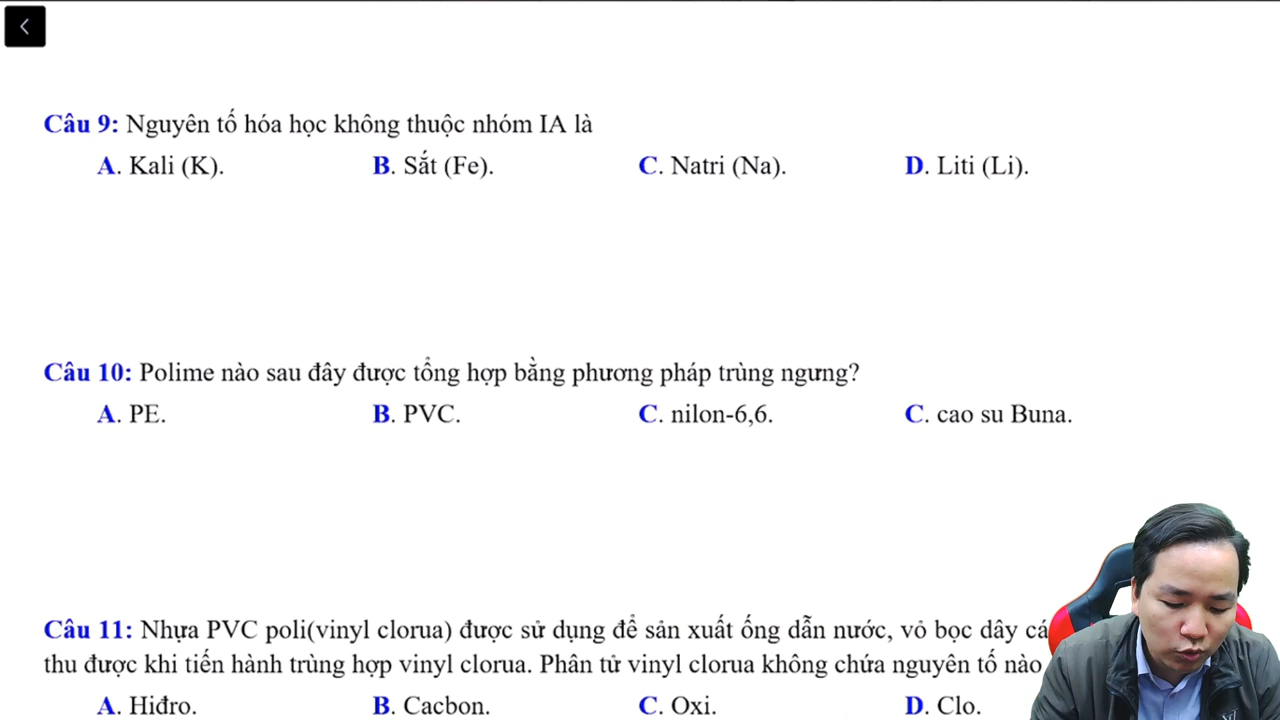 Câu 9: Nguyên tố hóa học không thuộc nhóm IA là
A. Kali (K). B. Sắt (Fe). C. Natri (Na). D. Liti (Li).
Câu 10: Polime nào sau đây được tổng hợp bằng phương pháp trùng ngưng?
A. PE. B. PVC. C. nilon-6,6. C. cao su Buna.
Câu 11: Nhựa PVC poli(vinyl clorua) được sử dụng để sản xuất ống dẫn nước, vỏ bọc dây
thu được khi tiến hành trùng hợp vinyl clorua. Phân tử vinyl clorua không chứa nguyên tố nào
A. Hiđro. B. Cacbon. C. Oxi. D. Clo.